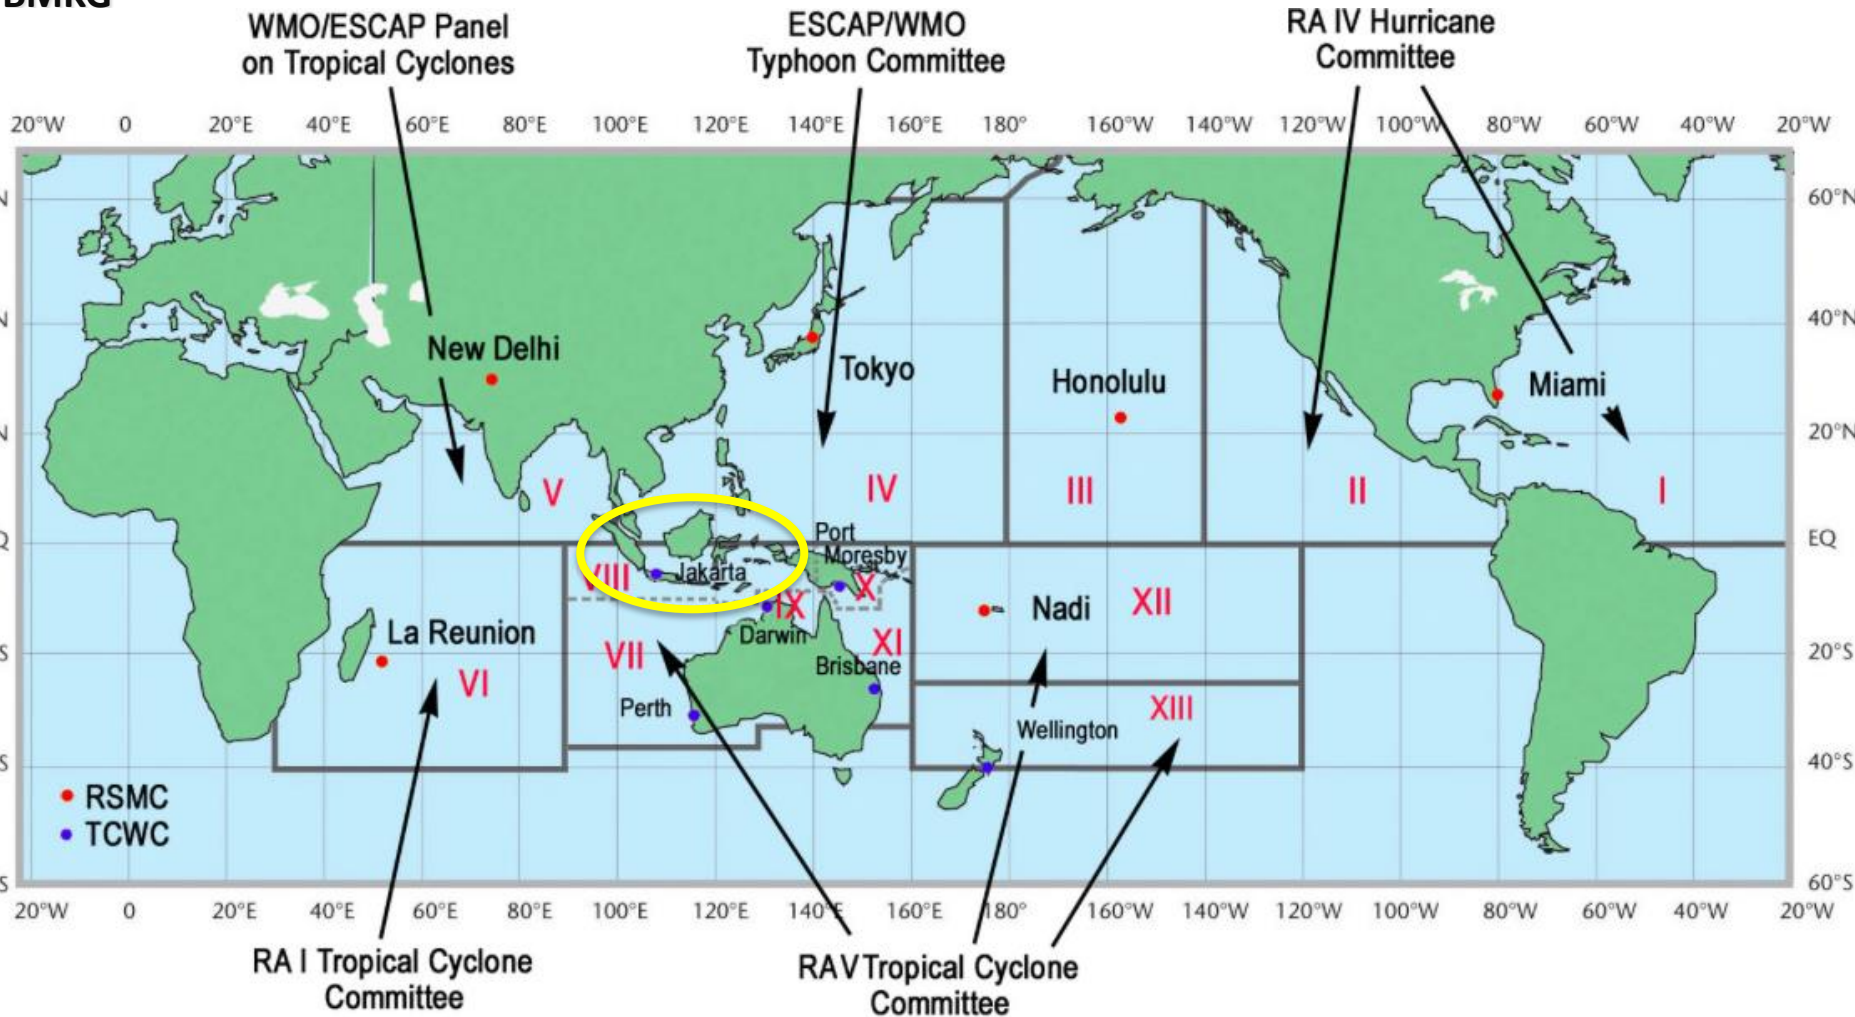 BMKG
WMO/ESCAP Panel
on Tropical Cyclones
ESCAP/WMO
Typhoon Committee
RA IV Hurricane
Committee
20°W 0 20°E 40°E 60°E 80°E 100°E 120°E 140°E 160°E 180° 160°W 140°W 120°W 100°W 80°W 60°W 40°W 20°W
N 60°N
N 40°N
New Delhi
Tokyo
Honolulu
Miami
N 20°N
V
IV
III
II
I
Q EQ
Port
Moresby
Jakarta
VIII
IX
X
Darwin
Nadi
XII
La Reunion
VI
VII
XI
Brisbane
S 20°S
Perth
XIII
Wellington
S 40°S
RSMC
TCWC
S 60°S
20°W 0 20°E 40°E 60°E 80°E 100°E 120°E 140°E 160°E 180° 160°W 140°W 120°W 100°W 80°W 60°W 40°W 20°W
RA I Tropical Cyclone
Committee
RA V Tropical Cyclone
Committee